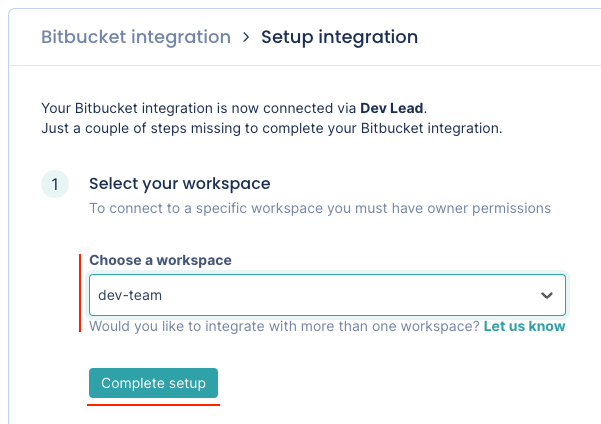 Bitbucket integration > Setup integration
Your Bitbucket integration is now connected via Dev Lead.
Just a couple of steps missing to complete your Bitbucket integration.
1 Select your workspace
To connect to a specific workspace you must have owner permissions
Choose a workspace
dev-team
Would you like to integrate with more than one workspace? Let us know
Complete setup